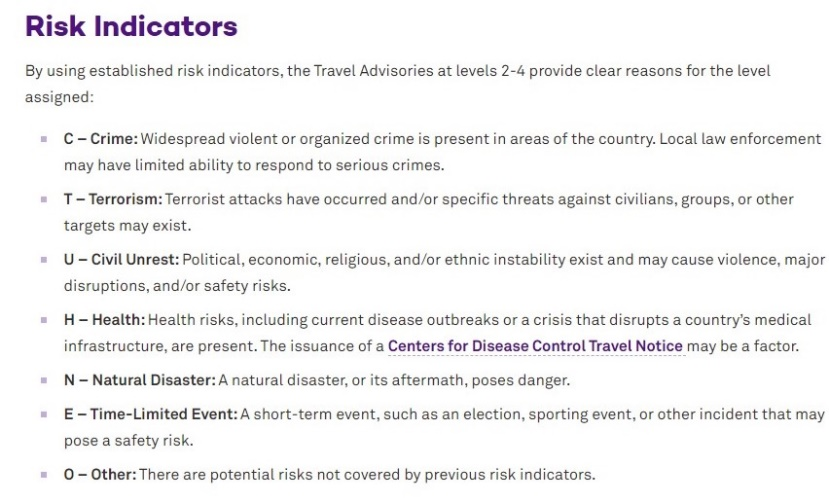 Risk Indicators
By using established risk indicators, the Travel Advisories at levels 2-4 provide clear reasons for the level
assigned:
C – Crime: Widespread violent or organized crime is present in areas of the country. Local law enforcement
may have limited ability to respond to serious crimes.
T – Terrorism: Terrorist attacks have occurred and/or specific threats against civilians, groups, or other
targets may exist.
U – Civil Unrest: Political, economic, religious, and/or ethnic instability exist and may cause violence, major
disruptions, and/or safety risks.
H – Health: Health risks, including current disease outbreaks or a crisis that disrupts a country's medical
infrastructure, are present. The issuance of a Centers for Disease Control Travel Notice may be a factor.
N – Natural Disaster: A natural disaster, or its aftermath, poses danger.
E – Time-Limited Event: A short-term event, such as an election, sporting event, or other incident that may
pose a safety risk.
O – Other: There are potential risks not covered by previous risk indicators.